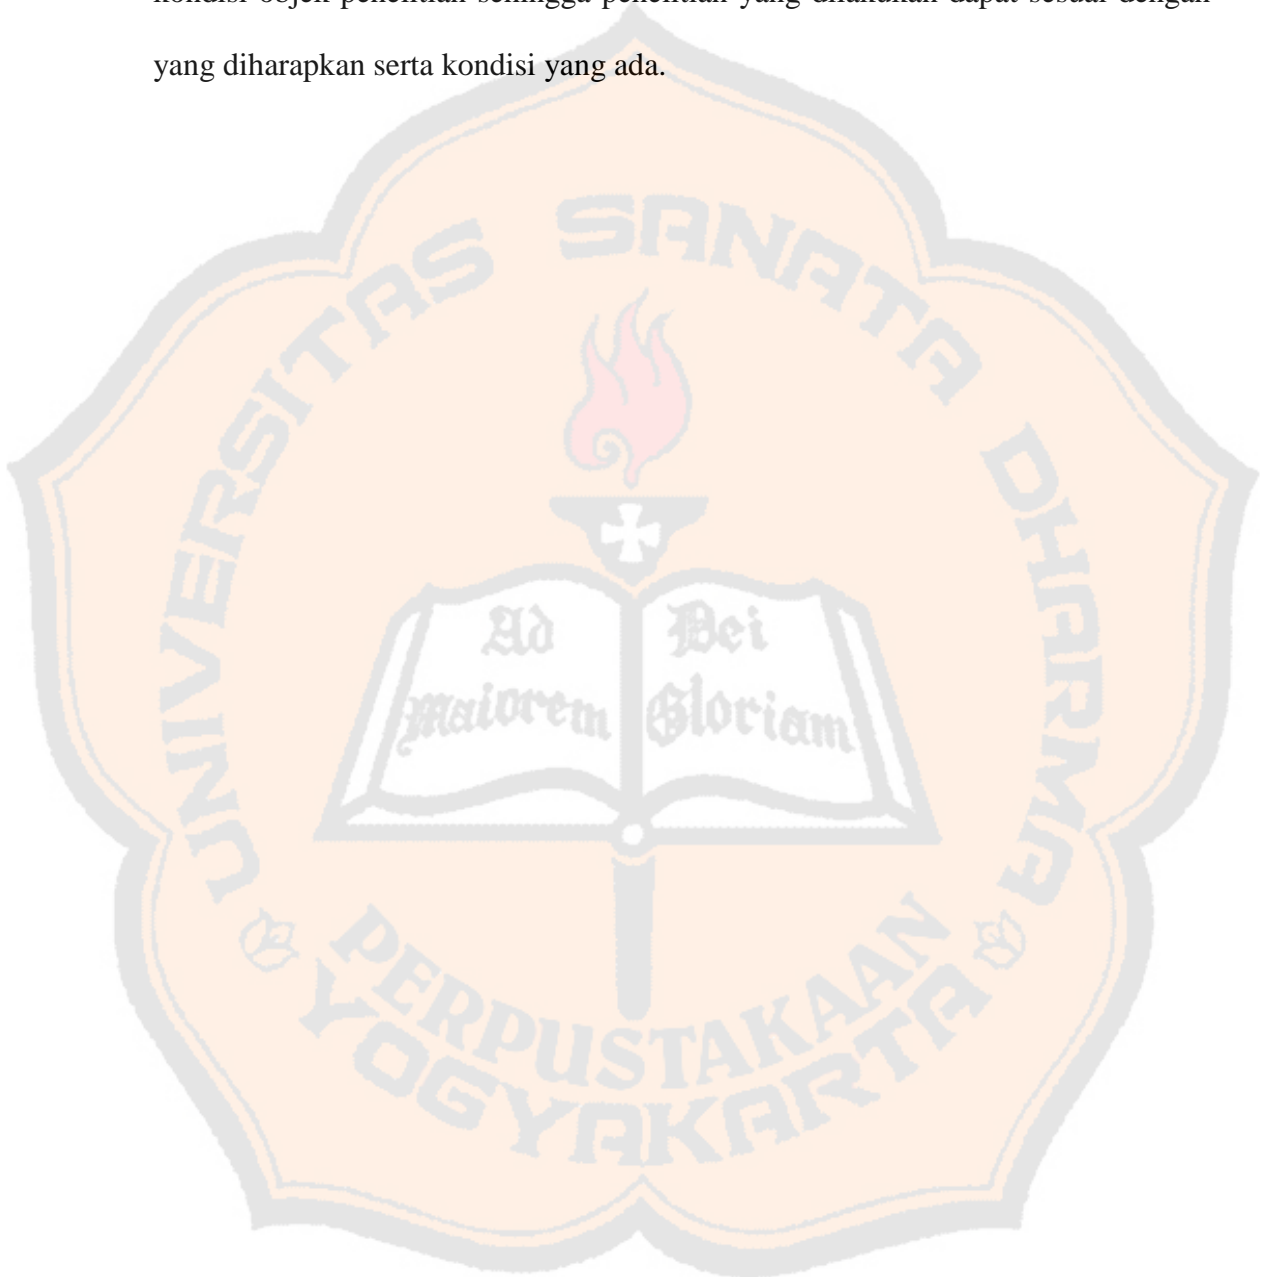 kondisi objek penelitian sehingga penelitian yang dilakukan dapat sesuai dengan
yang diharapkan serta kondisi yang ada.
UNIVERSITAS SANATA DHARMA
Ad Dei
Maiorem Gloriam
PERPUSTAKAAN
YOGYAKARTA